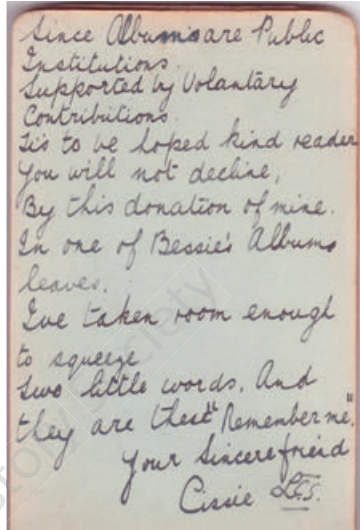 Since Albums are Public
Institutions.
Supported by Volantary
Contributions.
Tis to be hoped kind reader
You will not decline,
By this donation of mine.
In one of Bessie's Albums
leaves.
I've taken room enough
to squeeze
Two little words. And
they are these "Remember me".
Your Sincere friend
Cissie